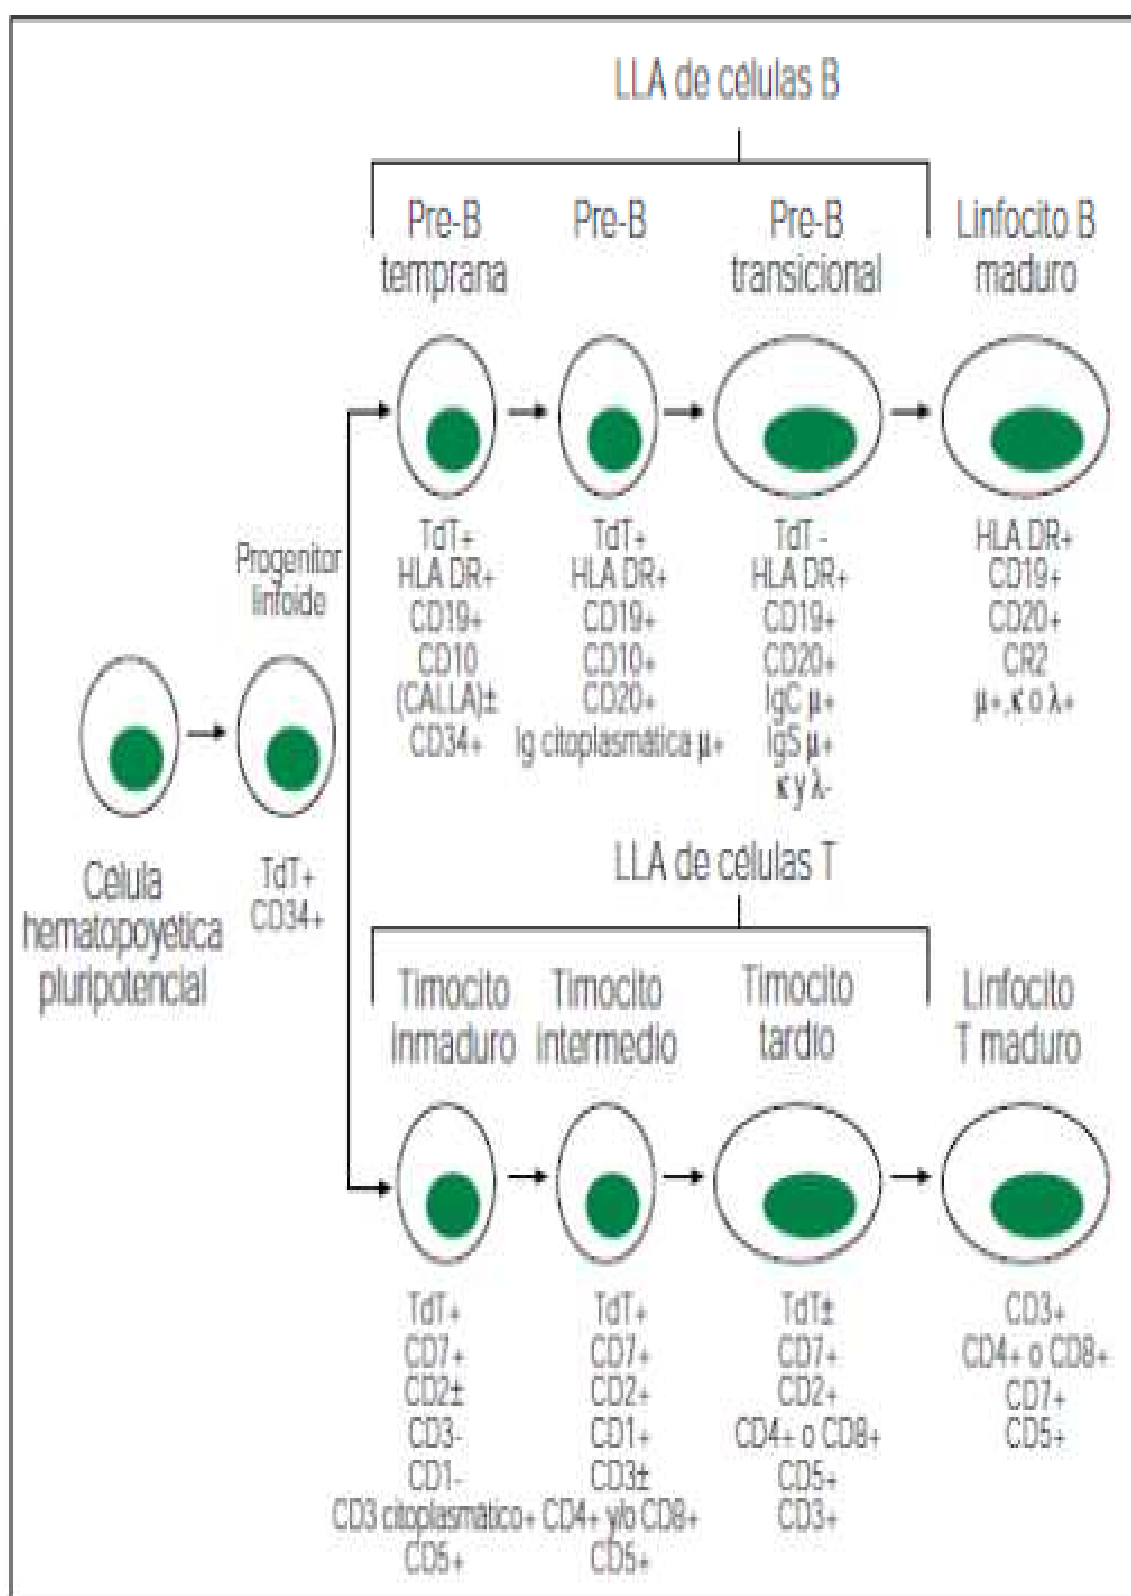 LLA de células B
Pre-B
temprana
Pre-B
Pre-B
transicional
Linfocito B
maduro
TdT+
HLA DR+
CD19+
CD10
(CALLA)±
CD34+
TdT+
HLA DR+
CD19+
CD10+
CD20+
Ig citoplasmática µ+
TdT -
HLA DR+
CD19+
CD20+
IgC µ+
IgS µ+
κ y λ-
HLA DR+
CD19+
CD20+
CR2
µ+,κ o λ+
Progenitor
linfoide
TdT+
CD34+
Célula
hematopoyética
pluripotencial
LLA de células T
Timocito
inmaduro
Timocito
intermedio
Timocito
tardío
Linfocito
T maduro
TdT+
CD7+
CD2±
CD3-
CD1-
CD3 citoplasmático+
CD5+
TdT+
CD7+
CD2+
CD1+
CD3±
CD4+ y/o CD8+
CD5+
TdT±
CD7+
CD2+
CD4+ o CD8+
CD5+
CD3+
CD3+
CD4+ o CD8+
CD7+
CD5+